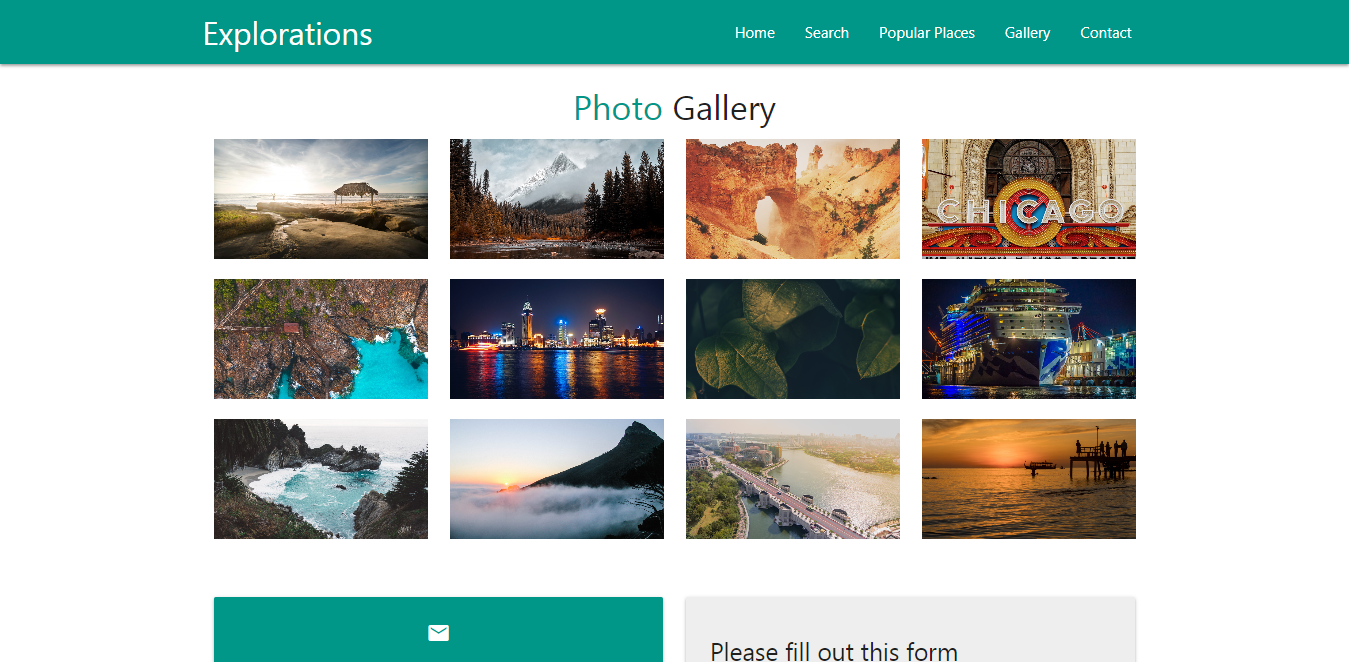 Explorations
Home Search Popular Places Gallery Contact
Photo Gallery
CHICAGO
Please fill out this form